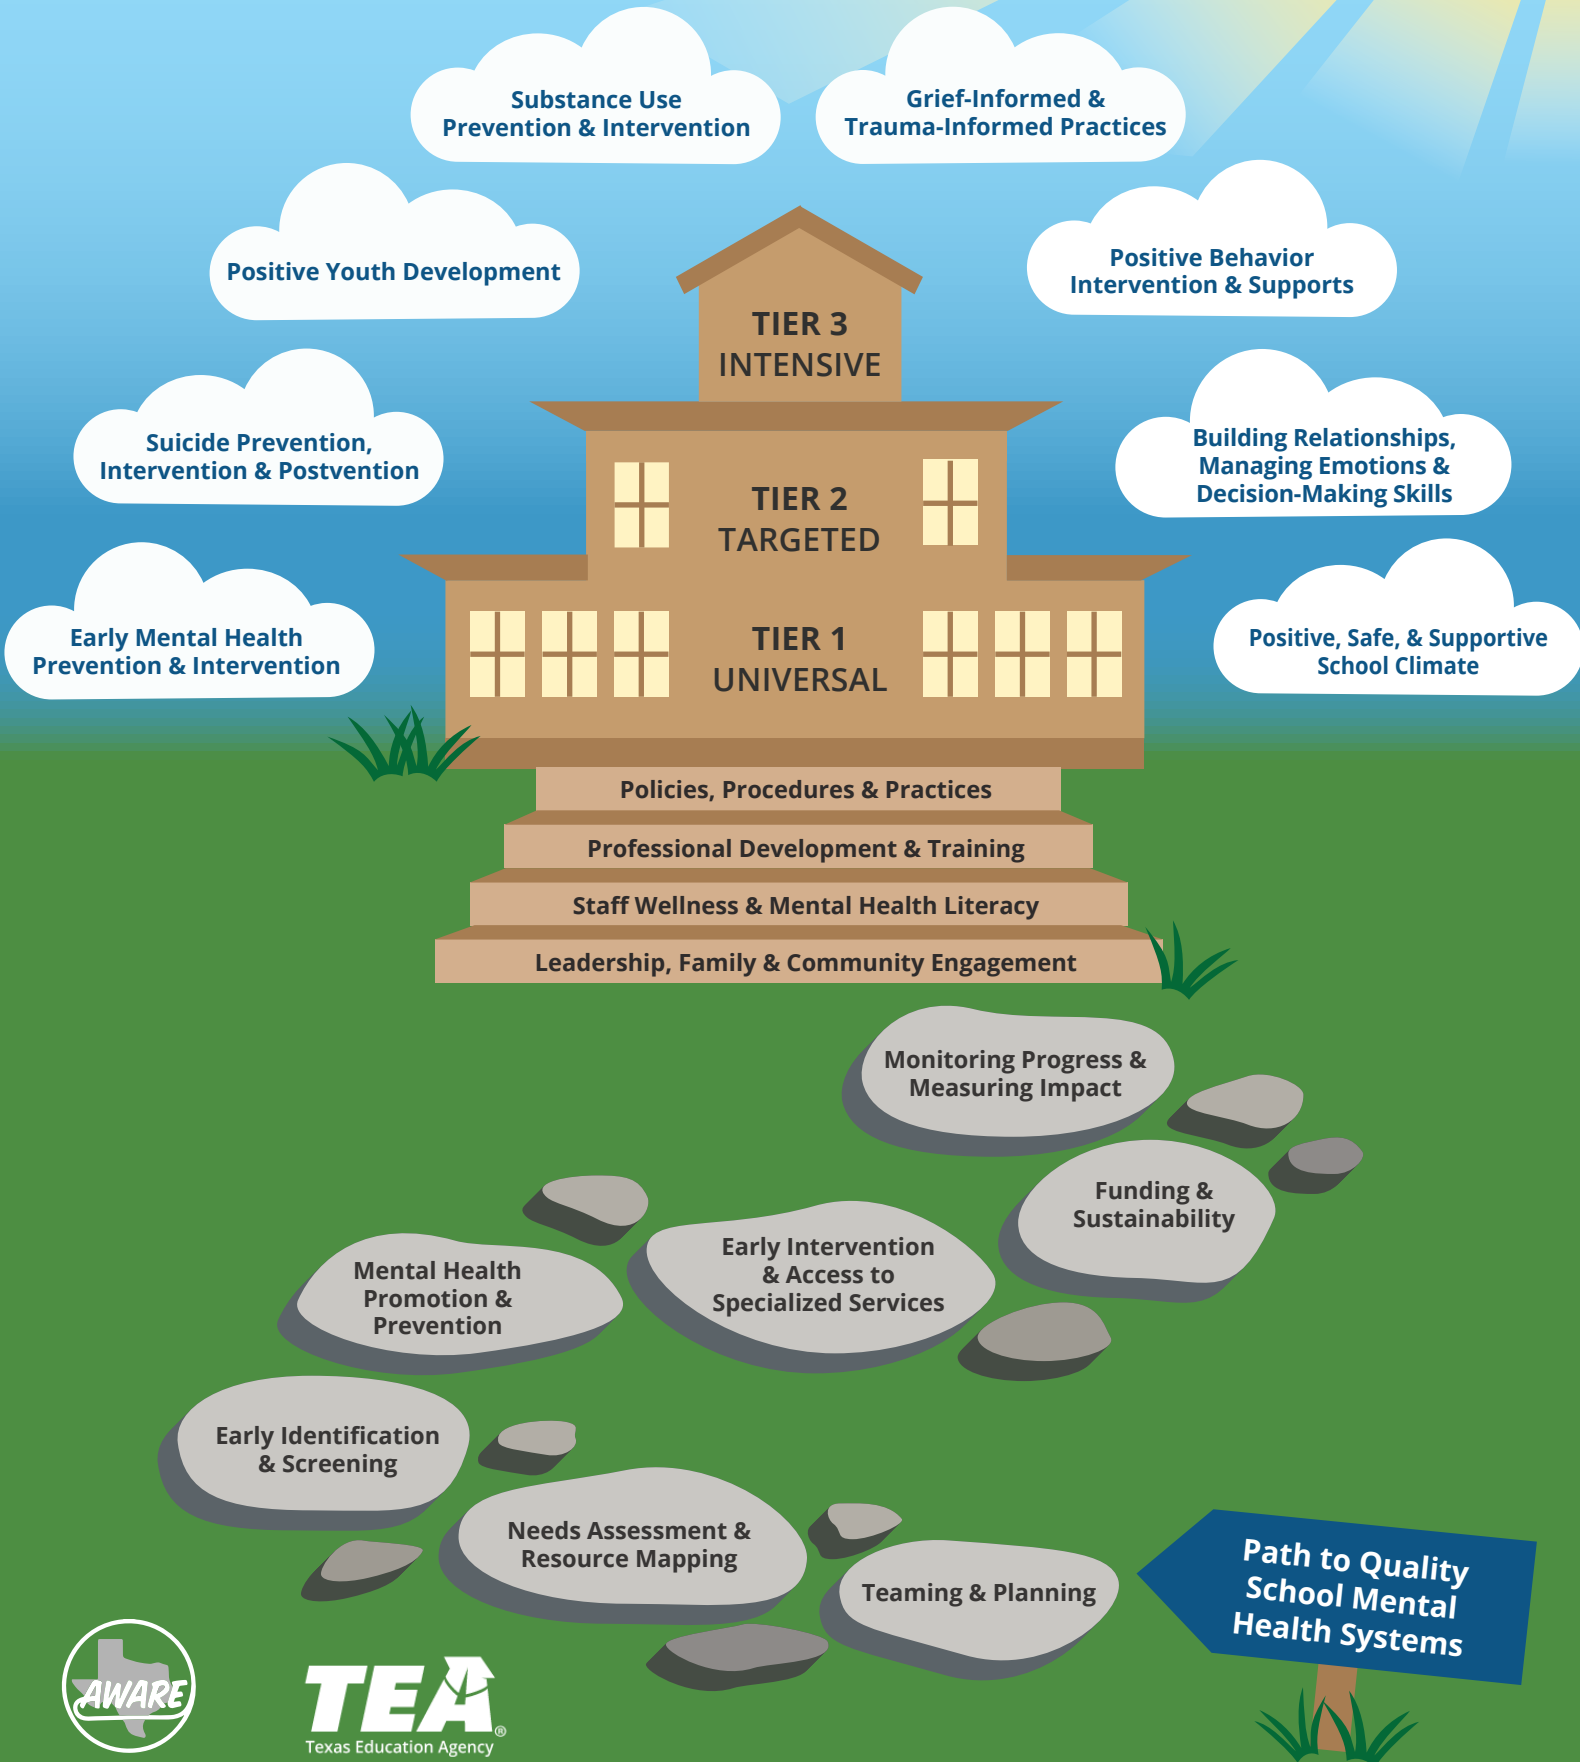 Substance Use
Prevention & Intervention
Grief-Informed &
Trauma-Informed Practices
Positive Youth Development
Positive Behavior
Intervention & Supports
Suicide Prevention,
Intervention & Postvention
Building Relationships,
Managing Emotions &
Decision-Making Skills
Early Mental Health
Prevention & Intervention
Positive, Safe, & Supportive
School Climate
TIER 3
INTENSIVE
TIER 2
TARGETED
TIER 1
UNIVERSAL
Policies, Procedures & Practices
Professional Development & Training
Staff Wellness & Mental Health Literacy
Leadership, Family & Community Engagement
Monitoring Progress &
Measuring Impact
Funding &
Sustainability
Early Intervention
& Access to
Specialized Services
Mental Health
Promotion &
Prevention
Early Identification
& Screening
Needs Assessment &
Resource Mapping
Teaming & Planning
Path to Quality
School Mental
Health Systems
AWARE
TEA®
Texas Education Agency